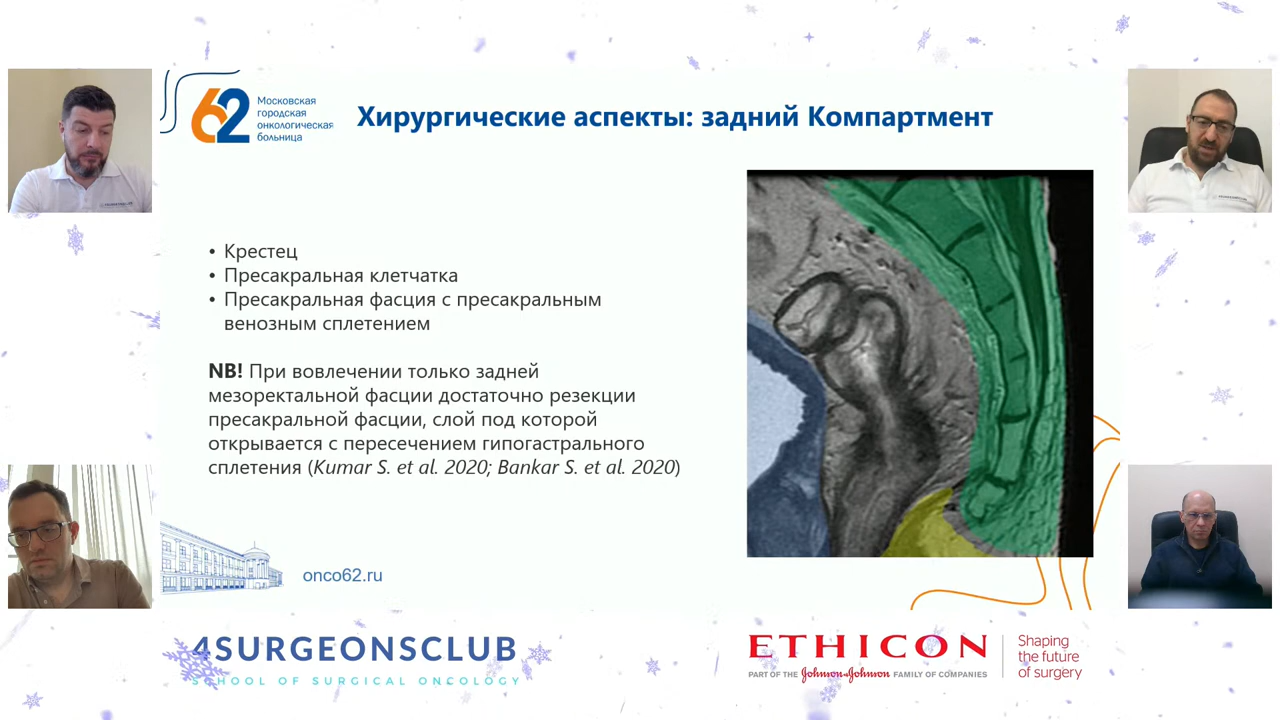 62
Московская
городская
онкологическая
больница
Хирургические аспекты: задний Компартмент
• Крестец
• Пресакральная клетчатка
• Пресакральная фасция с пресакральным
венозным сплетением
NB! При вовлечении только задней
мезоректальной фасции достаточно резекции
пресакральной фасции, слой под которой
открывается с пересечением гипогастрального
сплетения (Kumar S. et al. 2020; Bankar S. et al. 2020)
onco62.ru
4SURGEONSCLUB
SCHOOL OF SURGICAL ONCOLOGY
ETHICON
PART OF THE Johnson & Johnson FAMILY OF COMPANIES
Shaping
the future
of surgery